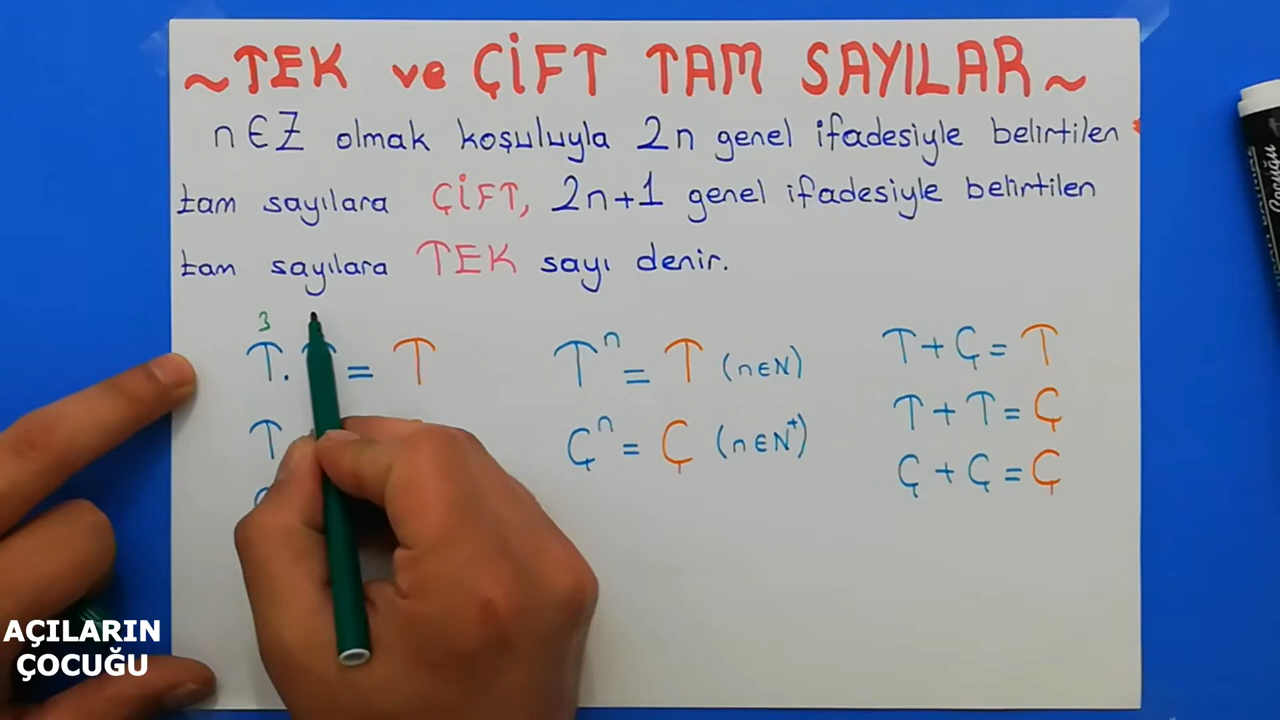 ~TEK ve ÇİFT TAM SAYILAR~
n∈Z olmak koşuluyla 2n genel ifadesiyle belirtilen
tam sayılara ÇİFT, 2n+1 genel ifadesiyle belirtilen
tam sayılara TEK sayı denir.
3
T. T = T
T
Tⁿ = T (n∈N)
Çⁿ = Ç (n∈N⁺)
T+Ç=T
T+T=Ç
Ç+Ç=Ç
AÇILARIN
ÇOCUĞU